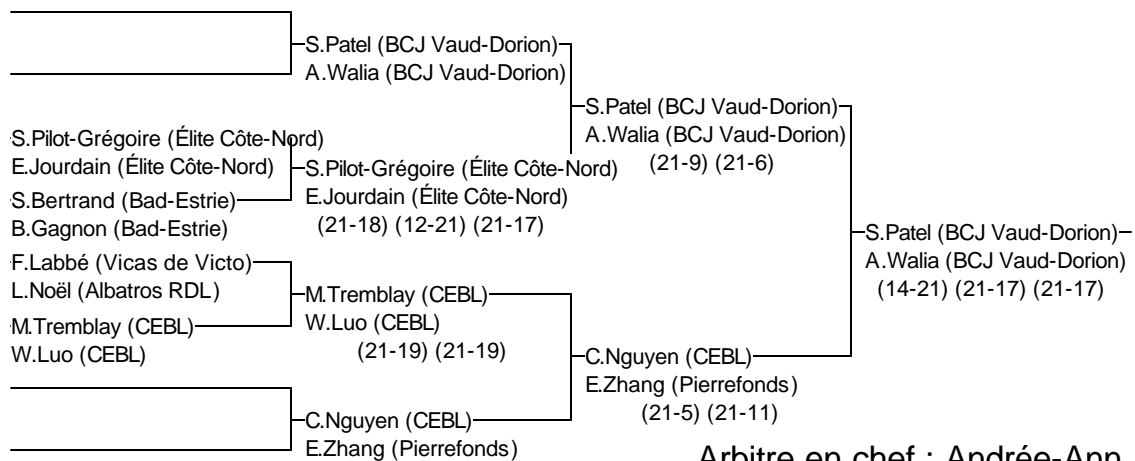 S.Patel (BCJ Vaud-Dorion)
A.Walia (BCJ Vaud-Dorion)
S.Patel (BCJ Vaud-Dorion)
A.Walia (BCJ Vaud-Dorion)
(21-9) (21-6)
S.Pilot-Grégoire (Élite Côte-Nord)
E.Jourdain (Élite Côte-Nord)
S.Pilot-Grégoire (Élite Côte-Nord)
E.Jourdain (Élite Côte-Nord)
(21-18) (12-21) (21-17)
S.Bertrand (Bad-Estrie)
B.Gagnon (Bad-Estrie)
S.Patel (BCJ Vaud-Dorion)
A.Walia (BCJ Vaud-Dorion)
(14-21) (21-17) (21-17)
F.Labbé (Vicas de Victo)
L.Noël (Albatros RDL)
M.Tremblay (CEBL)
W.Luo (CEBL)
(21-19) (21-19)
M.Tremblay (CEBL)
W.Luo (CEBL)
C.Nguyen (CEBL)
E.Zhang (Pierrefonds)
(21-5) (21-11)
C.Nguyen (CEBL)
E.Zhang (Pierrefonds)
Arbitre en chef : Andrée-Ann